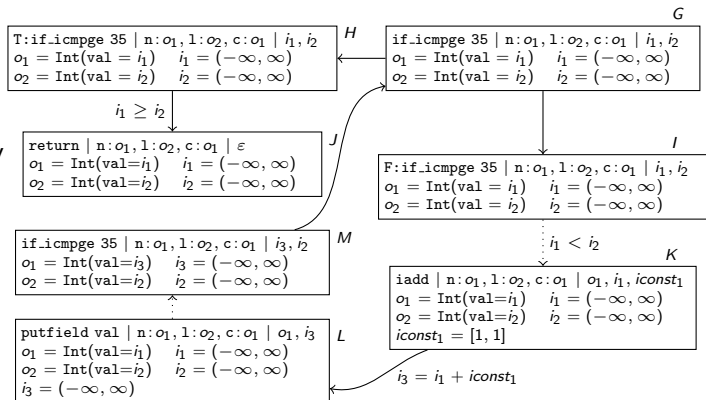 H
T:if_icmpge 35 | n:o₁, l:o₂, c:o₁ | i₁, i₂
o₁ = Int(val = i₁) i₁ = (−∞, ∞)
o₂ = Int(val = i₂) i₂ = (−∞, ∞)
G
if_icmpge 35 | n:o₁, l:o₂, c:o₁ | i₁, i₂
o₁ = Int(val = i₁) i₁ = (−∞, ∞)
o₂ = Int(val = i₂) i₂ = (−∞, ∞)
i₁ ≥ i₂
J
return | n:o₁, l:o₂, c:o₁ | ε
o₁ = Int(val=i₁) i₁ = (−∞, ∞)
o₂ = Int(val=i₂) i₂ = (−∞, ∞)
I
F:if_icmpge 35 | n:o₁, l:o₂, c:o₁ | i₁, i₂
o₁ = Int(val = i₁) i₁ = (−∞, ∞)
o₂ = Int(val = i₂) i₂ = (−∞, ∞)
i₁ < i₂
M
if_icmpge 35 | n:o₁, l:o₂, c:o₁ | i₃, i₂
o₁ = Int(val=i₃) i₃ = (−∞, ∞)
o₂ = Int(val=i₂) i₂ = (−∞, ∞)
K
iadd | n:o₁, l:o₂, c:o₁ | o₁, i₁, iconst₁
o₁ = Int(val=i₁) i₁ = (−∞, ∞)
o₂ = Int(val=i₂) i₂ = (−∞, ∞)
iconst₁ = [1, 1]
L
putfield val | n:o₁, l:o₂, c:o₁ | o₁, i₃
o₁ = Int(val=i₁) i₁ = (−∞, ∞)
o₂ = Int(val=i₂) i₂ = (−∞, ∞)
i₃ = (−∞, ∞)
i₃ = i₁ + iconst₁